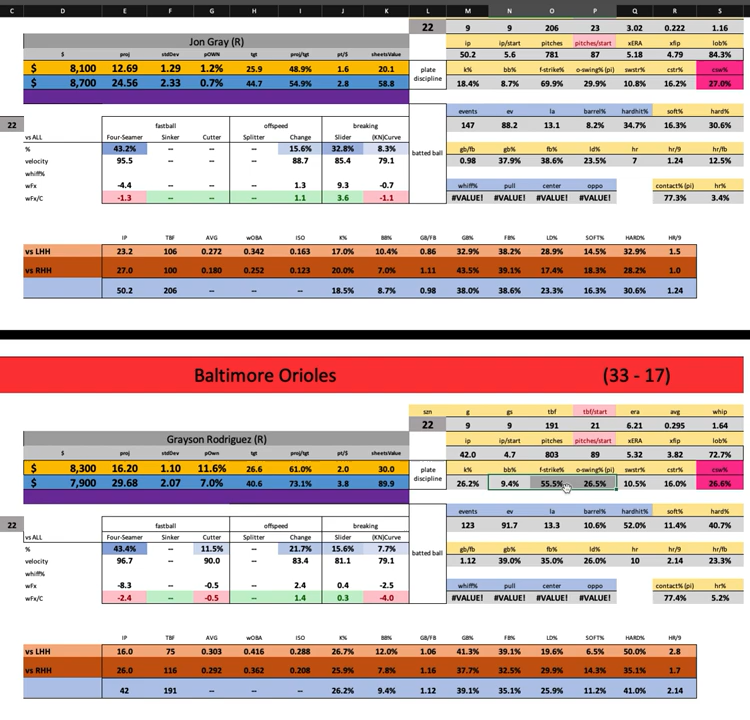 C D E F G H I J K L M N O P Q R S
22 9 9 206 23 3.02 0.222 1.16
ip ip/start pitches pitches/start xERA xfip lob%
Jon Gray (R) 50.2 5.6 781 87 5.18 4.79 84.3%
$ proj stdDev pOWN tgt proj/tgt pt/$ sheetsValue plate discipline k% bb% f-strike% o-swing% (pi) swstr% cstr% csw%
$ 8,100 12.69 1.29 1.2% 25.9 48.9% 1.6 20.1
$ 8,700 24.56 2.33 0.7% 44.7 54.9% 2.8 58.8 18.4% 8.7% 69.9% 29.9% 10.8% 16.2% 27.0%
events ev la barrel% hardhit% soft% hard%
22 fastball offspeed breaking 147 88.2 13.1 8.2% 34.7% 16.3% 30.6%
vs ALL Four-Seamer Sinker Cutter Splitter Change Slider (KN)Curve
% 43.2% -- -- -- 15.6% 32.8% 8.3% batted ball gb/fb gb% fb% ld% hr hr/9 hr/fb
velocity 95.5 -- -- -- 88.7 85.4 79.1 0.98 37.9% 38.6% 23.5% 7 1.24 12.5%
whiff%
wFx -4.4 -- -- -- 1.3 9.3 -0.7 whiff% pull center oppo contact% (pi) hr%
wFx/C -1.3 -- -- -- 1.1 3.6 -1.1 #VALUE! #VALUE! #VALUE! #VALUE! 77.3% 3.4%
IP TBF AVG wOBA ISO K% BB% GB/FB GB% FB% LD% SOFT% HARD% HR/9
vs LHH 23.2 106 0.272 0.342 0.163 17.0% 10.4% 0.86 32.9% 38.2% 28.9% 14.5% 32.9% 1.5
vs RHH 27.0 100 0.180 0.252 0.123 20.0% 7.0% 1.11 43.5% 39.1% 17.4% 18.3% 28.2% 1.0
50.2 206 -- -- -- 18.5% 8.7% 0.98 38.0% 38.6% 23.3% 16.3% 30.6% 1.24
Baltimore Orioles (33 - 17)
szn g gs tbf tbf/start era avg whip
22 9 9 191 21 6.21 0.295 1.64
Grayson Rodriguez (R) ip ip/start pitches pitches/start xERA xfip lob%
$ proj stdDev pOwn tgt proj/tgt pt/$ sheetsValue 42.0 4.7 803 89 5.32 3.82 72.7%
$ 8,300 16.20 1.10 11.6% 26.6 61.0% 2.0 30.0 plate discipline k% bb% f-strike% o-swing% (pi) swstr% cstr% csw%
$ 7,900 29.68 2.07 7.0% 40.6 73.1% 3.8 89.9 26.2% 9.4% 55.5% 26.5% 10.5% 16.0% 26.6%
events ev la barrel% hardhit% soft% hard%
22 fastball offspeed breaking 123 91.7 13.3 10.6% 52.0% 11.4% 40.7%
vs ALL Four-Seamer Sinker Cutter Splitter Change Slider (KN)Curve
% 43.4% -- 11.5% -- 21.7% 15.6% 7.7% batted ball gb/fb gb% fb% ld% hr hr/9 hr/fb
velocity 96.7 -- 90.0 -- 83.4 81.1 79.1 1.12 39.0% 35.0% 26.0% 10 2.14 23.3%
whiff%
wFx -8.3 -- -0.5 -- 2.4 0.4 -2.5 whiff% pull center oppo contact% (pi) hr%
wFx/C -2.4 -- -0.5 -- 1.4 0.3 -4.0 #VALUE! #VALUE! #VALUE! #VALUE! 77.4% 5.2%
IP TBF AVG wOBA ISO K% BB% GB/FB GB% FB% LD% SOFT% HARD% HR/9
vs LHH 16.0 75 0.303 0.416 0.288 26.7% 12.0% 1.06 41.3% 39.1% 19.6% 6.5% 50.0% 2.8
vs RHH 26.0 116 0.292 0.362 0.208 25.9% 7.8% 1.16 37.7% 32.5% 29.9% 14.3% 35.1% 1.7
42 191 -- -- -- 26.2% 9.4% 1.12 39.1% 35.1% 25.9% 11.2% 41.0% 2.14